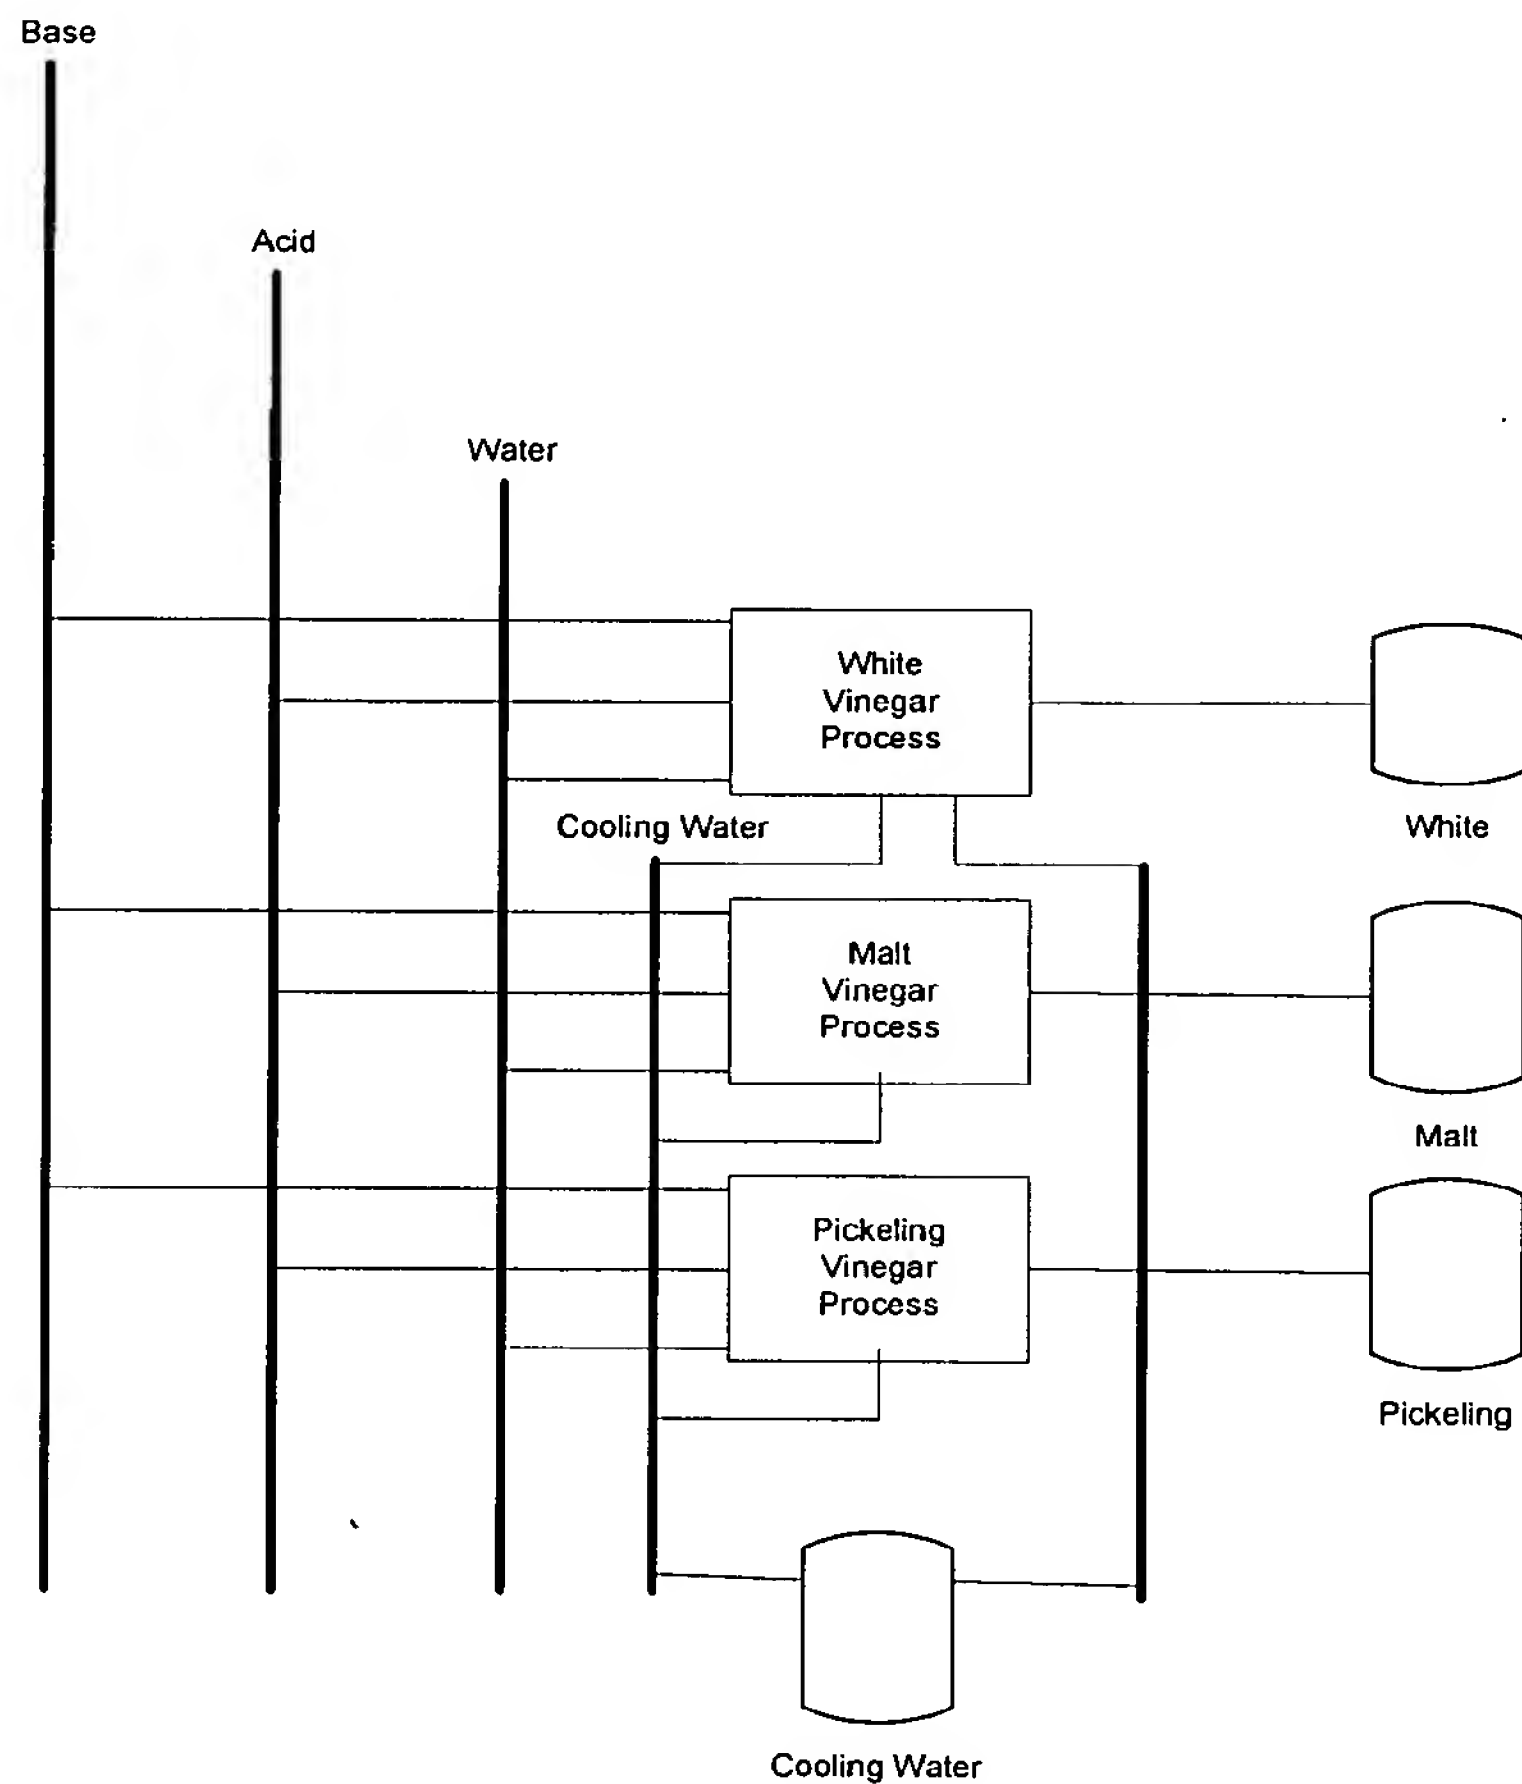 Base
Acid
Water
White
Vinegar
Process
Cooling Water
White
Malt
Vinegar
Process
Malt
Pickeling
Vinegar
Process
Pickeling
Cooling Water